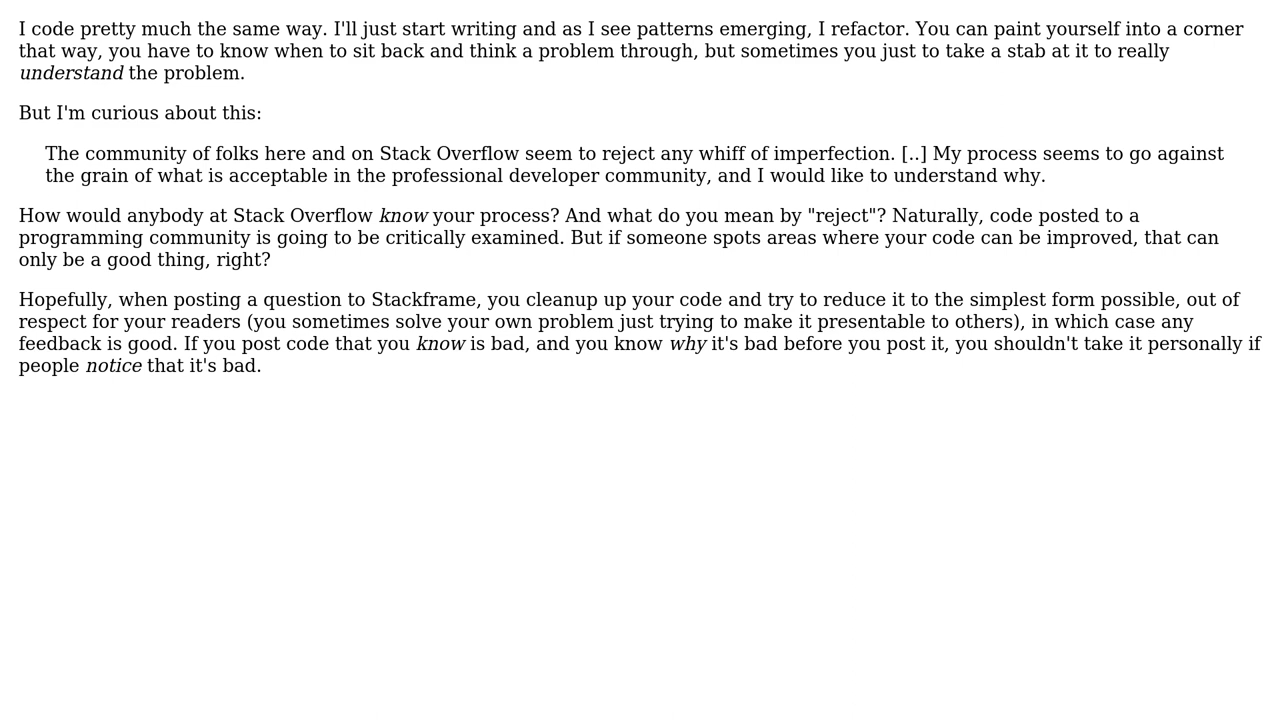 I code pretty much the same way. I'll just start writing and as I see patterns emerging, I refactor. You can paint yourself into a corner
that way, you have to know when to sit back and think a problem through, but sometimes you just to take a stab at it to really
understand the problem.
But I'm curious about this:
The community of folks here and on Stack Overflow seem to reject any whiff of imperfection. [..] My process seems to go against
the grain of what is acceptable in the professional developer community, and I would like to understand why.
How would anybody at Stack Overflow know your process? And what do you mean by "reject"? Naturally, code posted to a
programming community is going to be critically examined. But if someone spots areas where your code can be improved, that can
only be a good thing, right?
Hopefully, when posting a question to Stackframe, you cleanup up your code and try to reduce it to the simplest form possible, out of
respect for your readers (you sometimes solve your own problem just trying to make it presentable to others), in which case any
feedback is good. If you post code that you know is bad, and you know why it's bad before you post it, you shouldn't take it personally if
people notice that it's bad.